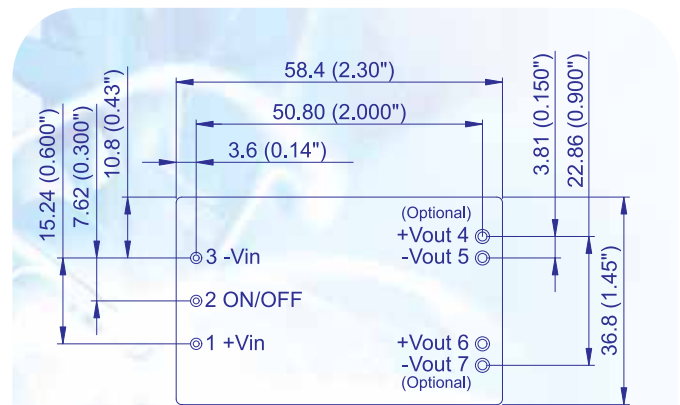 58.4 (2.30")
50.80 (2.000")
3.6 (0.14")
15.24 (0.600")
7.62 (0.300")
10.8 (0.43")
3.81 (0.150")
22.86 (0.900")
36.8 (1.45")
(Optional)
+Vout 4
3 -Vin
-Vout 5
2 ON/OFF
1 +Vin
+Vout 6
-Vout 7
(Optional)